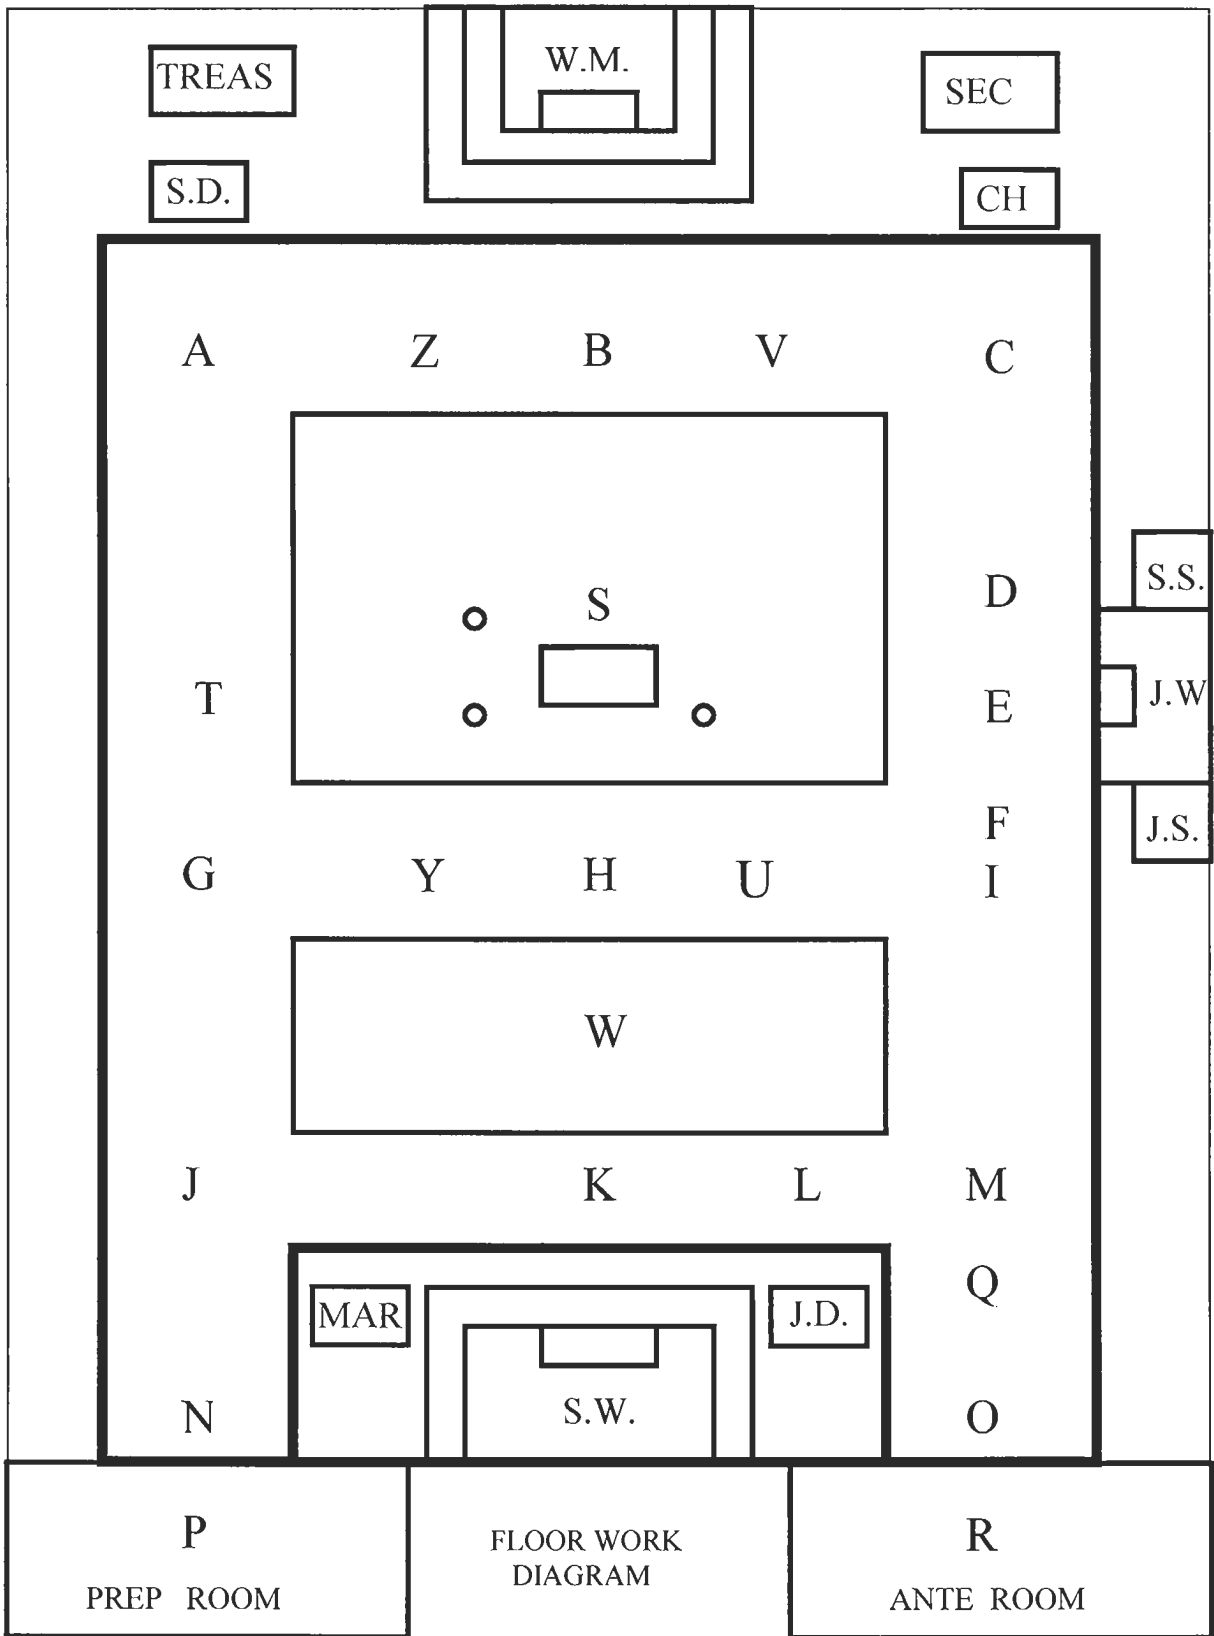 TREAS
W.M.
SEC
S.D.
CH
A Z B V C
S.S.
D
S
T
E
J.W
F
J.S.
G Y H U I
W
J K L M
Q
MAR
J.D.
S.W.
N
O
P
R
FLOOR WORK
DIAGRAM
PREP ROOM
ANTE ROOM